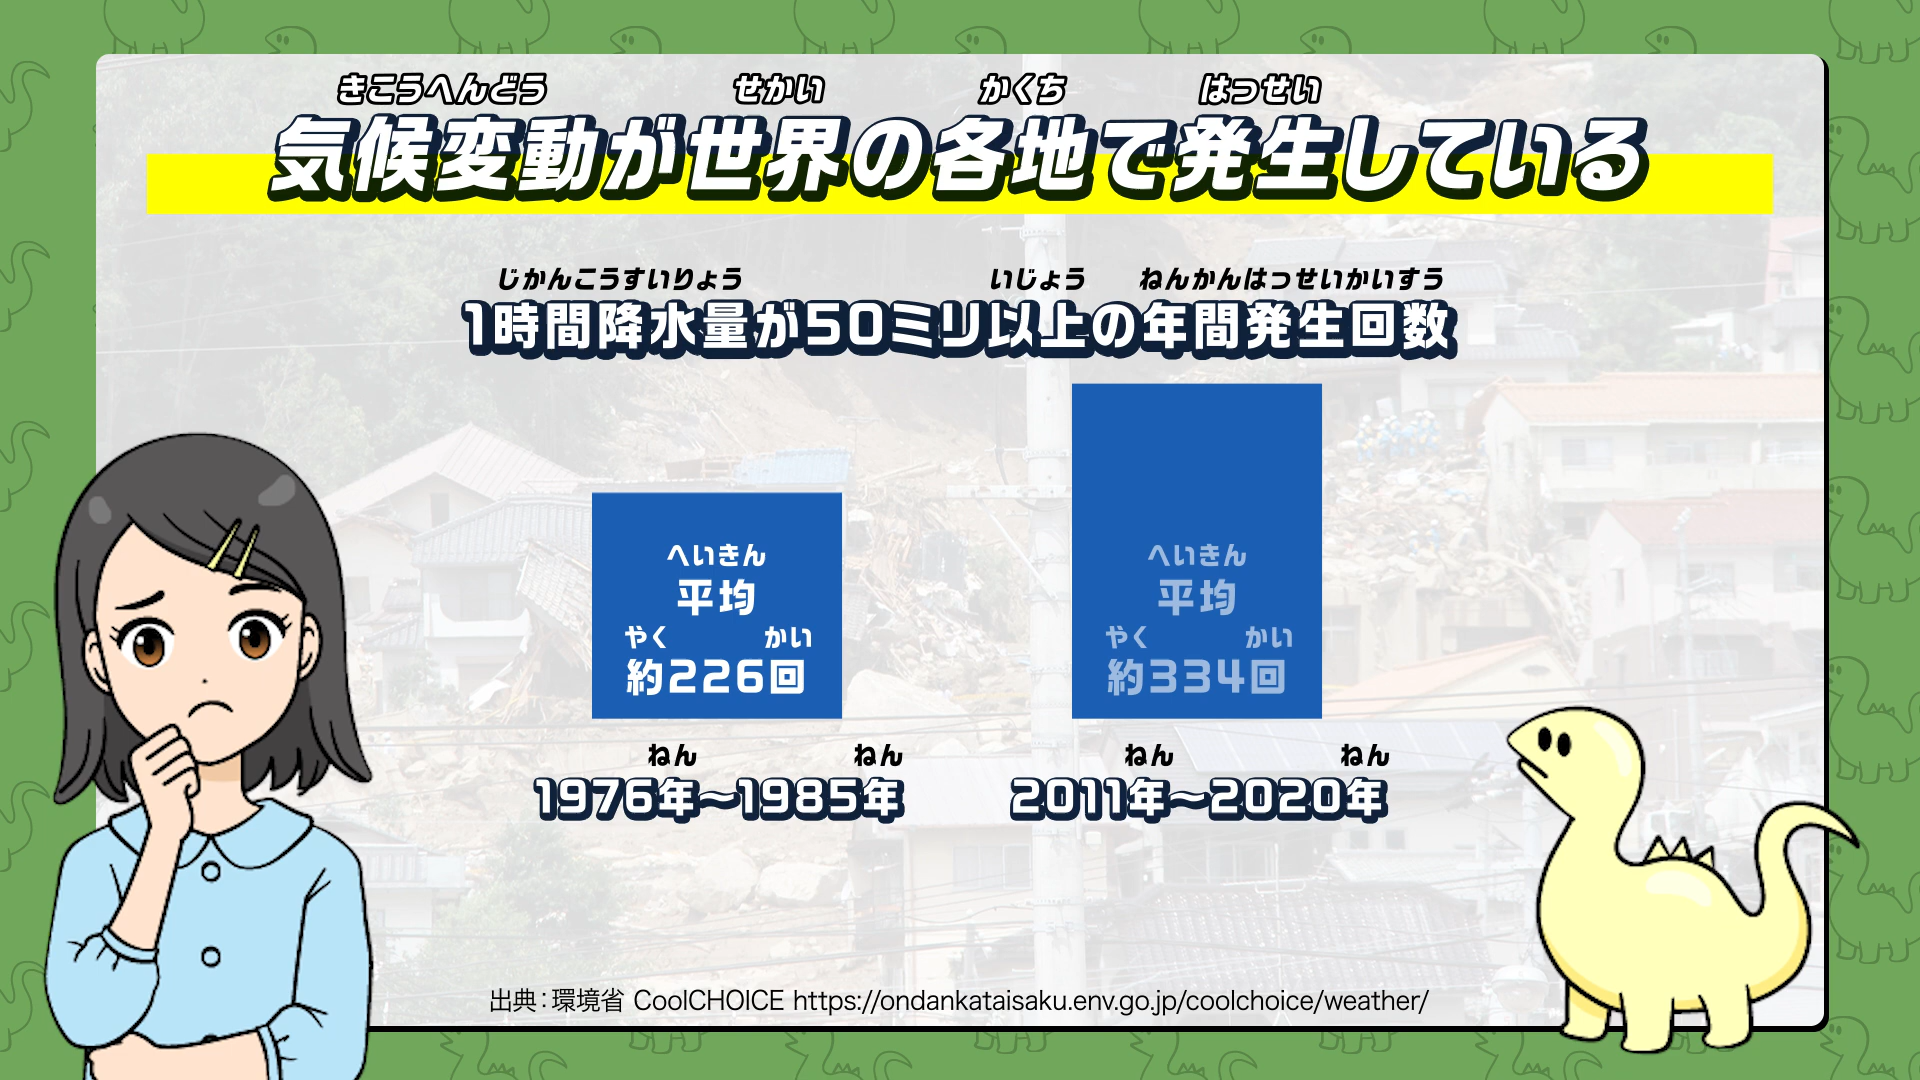 きこうへんどう せかい かくち はっせい
気候変動が世界の各地で発生している
じかんこうすいりょう いじょう ねんかんはっせいかいすう
1時間降水量が50ミリ以上の年間発生回数
へいきん
平均
やく かい
約226回
へいきん
平均
やく かい
約334回
ねん ねん
1976年〜1985年
ねん ねん
2011年〜2020年
出典：環境省 CoolCHOICE https://ondankataisaku.env.go.jp/coolchoice/weather/